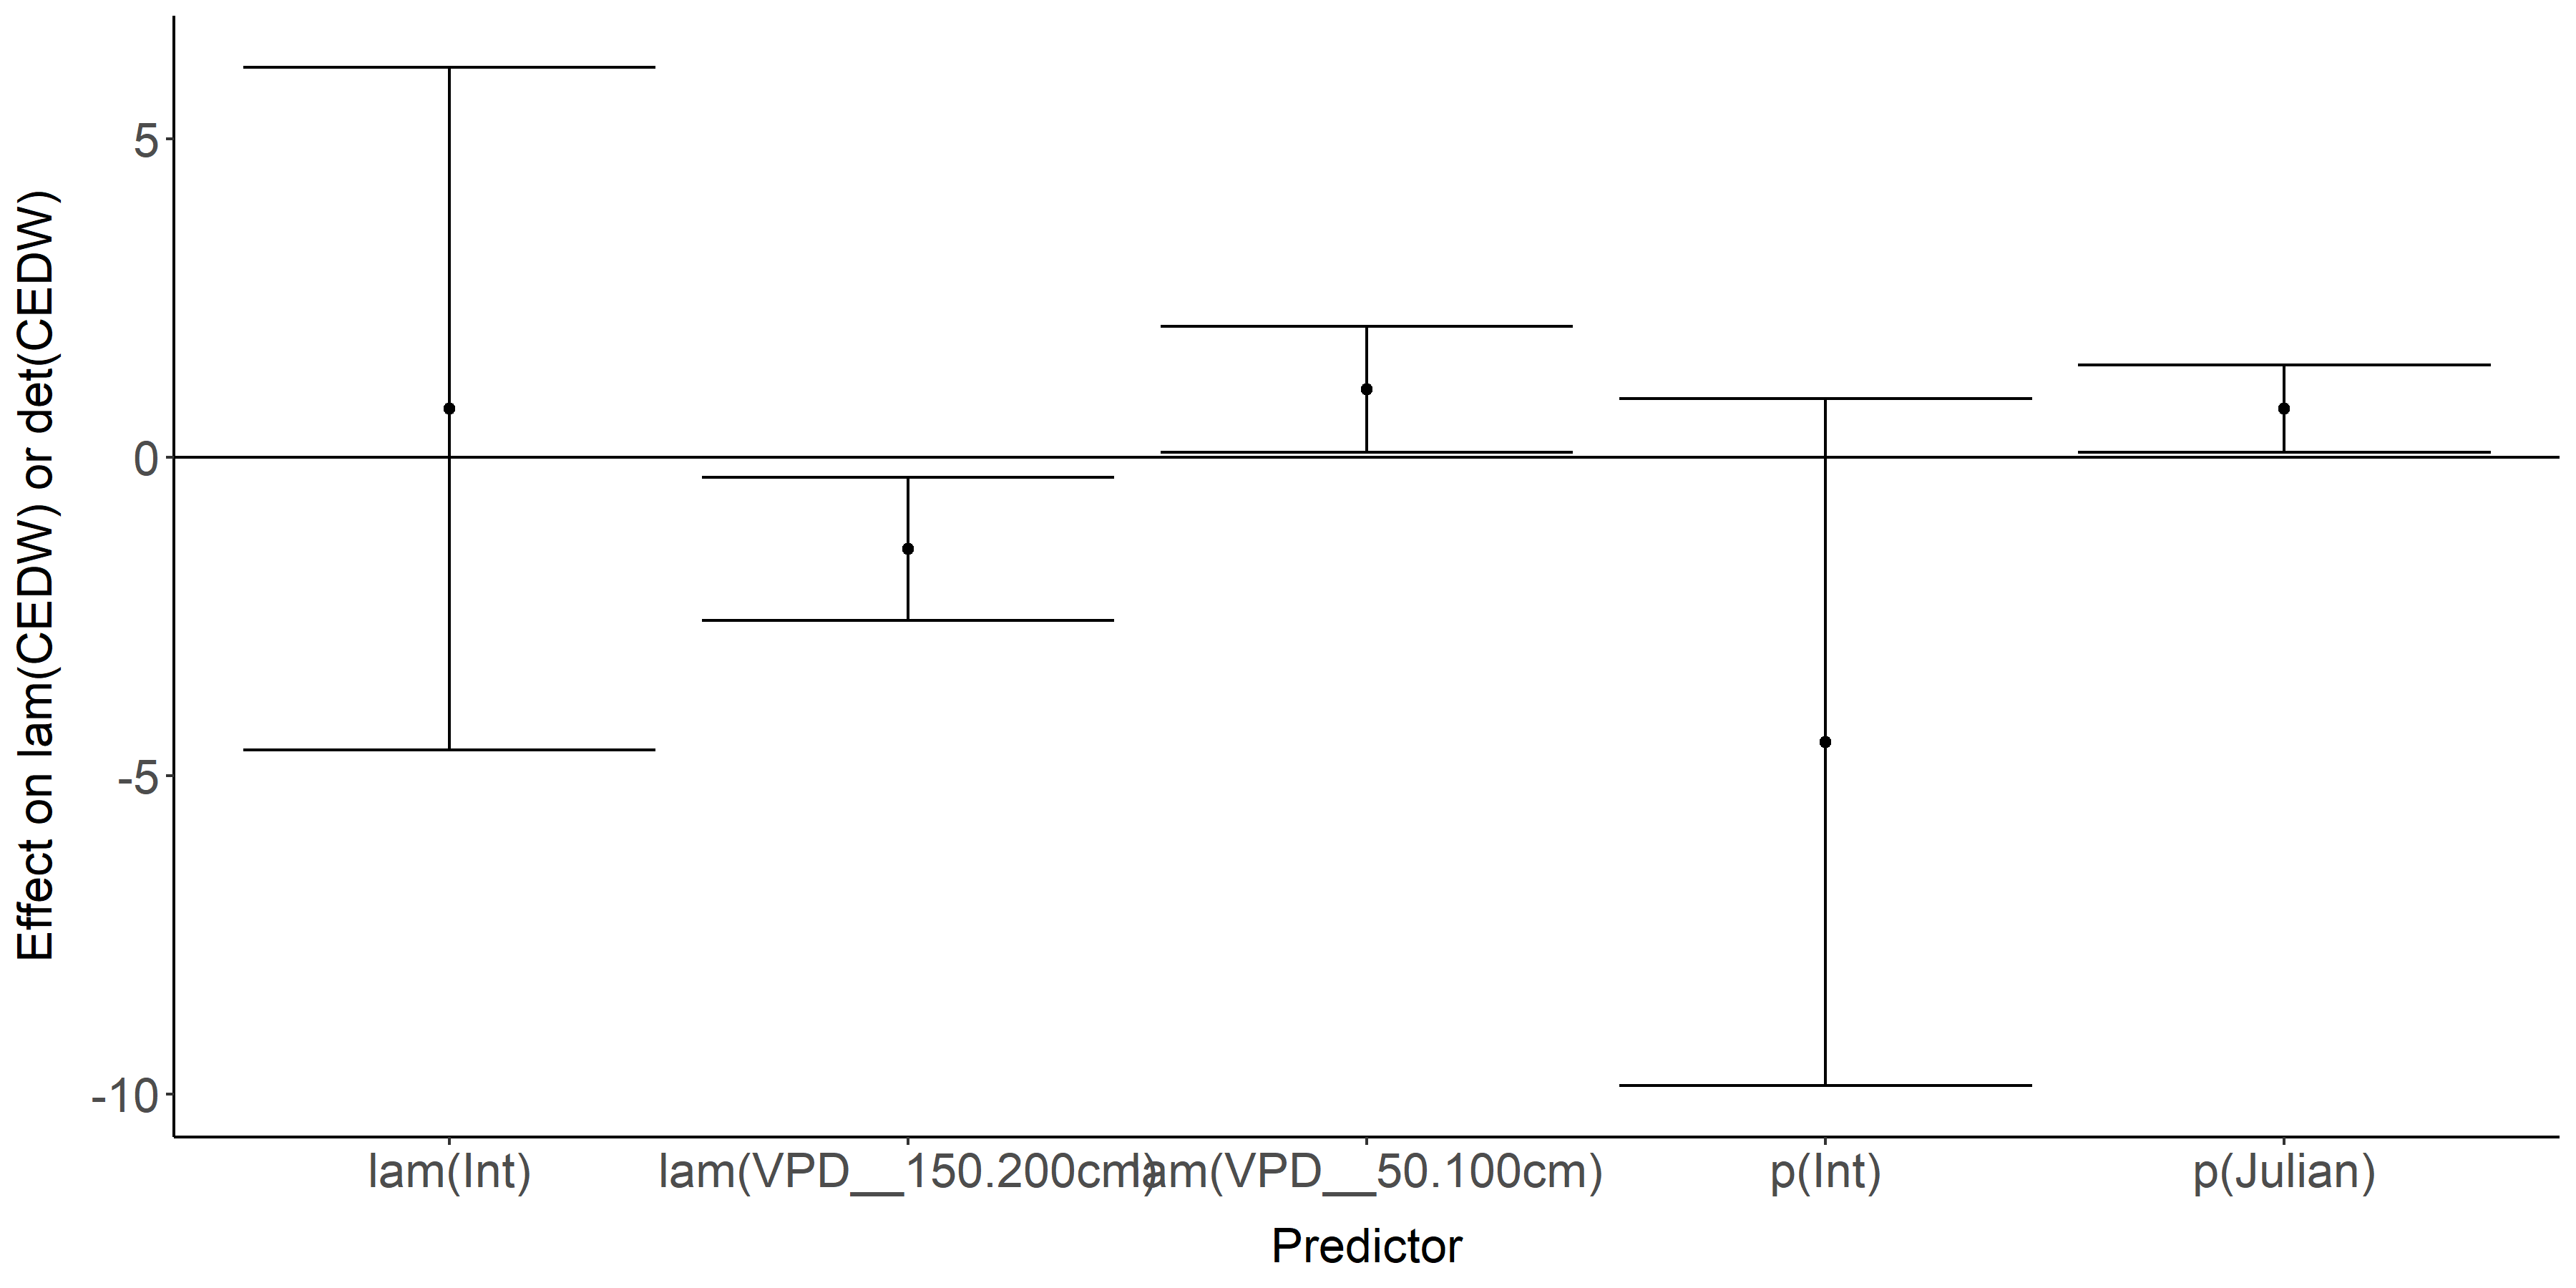 Effect on lam(CEDW) or det(CEDW)
5
0
-5
-10
lam(Int) lam(VPD__150.200cm) lam(VPD__50.100cm) p(Int) p(Julian)
Predictor